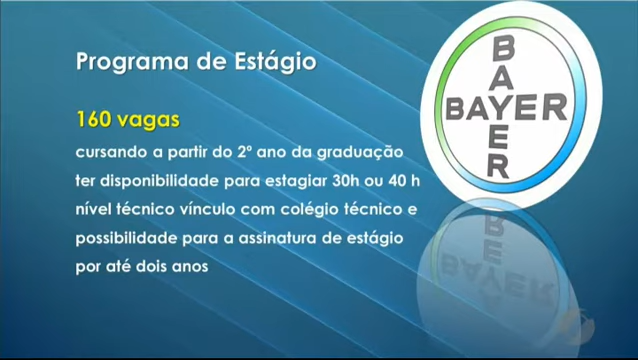 Programa de Estágio
160 vagas
cursando a partir do 2º ano da graduação
ter disponibilidade para estagiar 30h ou 40 h
nível técnico vínculo com colégio técnico e
possibilidade para a assinatura de estágio
por até dois anos
BAYER
BAYER